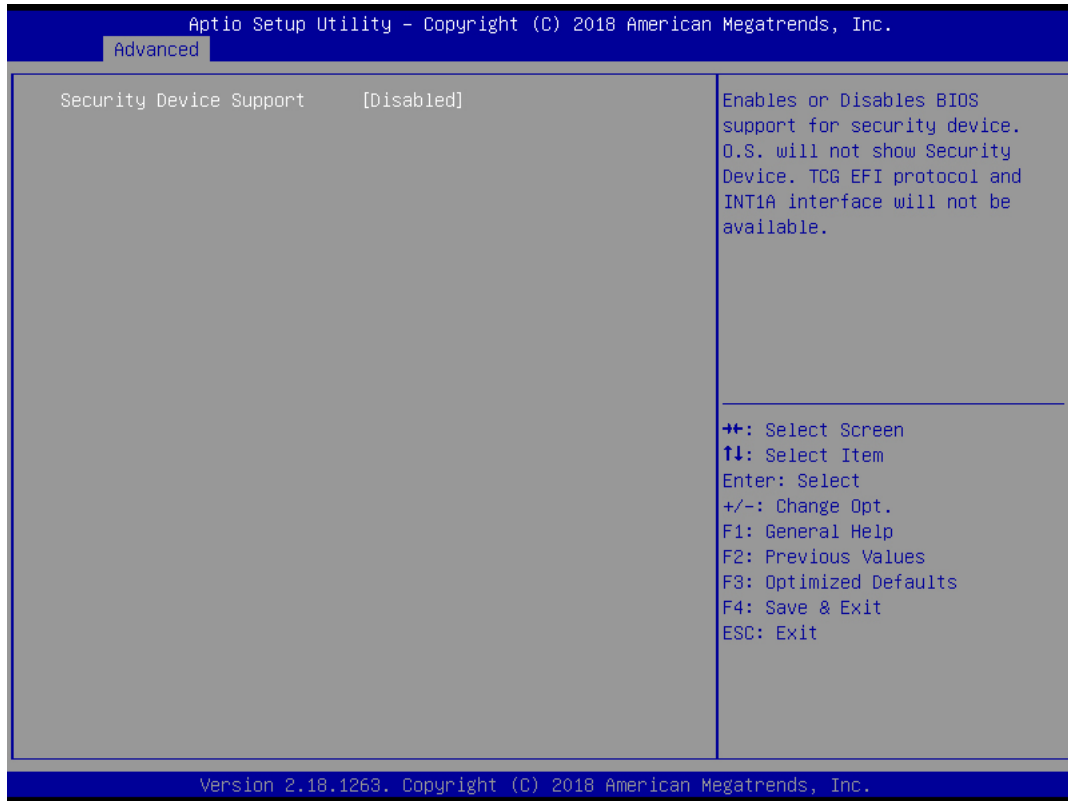 Aptio Setup Utility – Copyright (C) 2018 American Megatrends, Inc.
Advanced
Security Device Support [Disabled]
Enables or Disables BIOS
support for security device.
O.S. will not show Security
Device. TCG EFI protocol and
INT1A interface will not be
available.
→←: Select Screen
↑↓: Select Item
Enter: Select
+/-: Change Opt.
F1: General Help
F2: Previous Values
F3: Optimized Defaults
F4: Save & Exit
ESC: Exit
Version 2.18.1263. Copyright (C) 2018 American Megatrends, Inc.